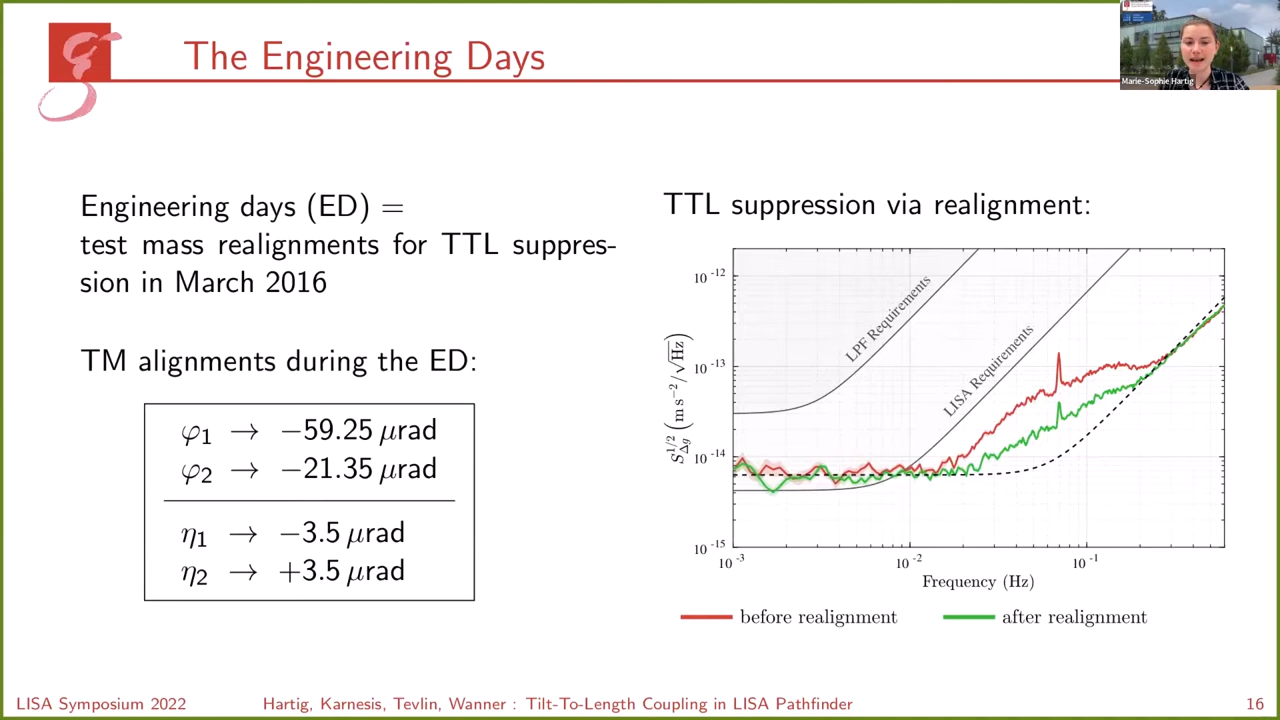 The Engineering Days
Marie-Sophie Hartig
Engineering days (ED) =
test mass realignments for TTL suppres-
sion in March 2016
TM alignments during the ED:
φ₁ → −59.25 μrad
φ₂ → −21.35 μrad
η₁ → −3.5 μrad
η₂ → +3.5 μrad
TTL suppression via realignment:
10⁻¹²
10⁻¹³
10⁻¹⁴
10⁻¹⁵
S_Δg^1/2 (m s⁻²/√Hz)
LPF Requirements
LISA Requirements
10⁻³ 10⁻² 10⁻¹
Frequency (Hz)
before realignment after realignment
LISA Symposium 2022 Hartig, Karnesis, Tevlin, Wanner : Tilt-To-Length Coupling in LISA Pathfinder 16